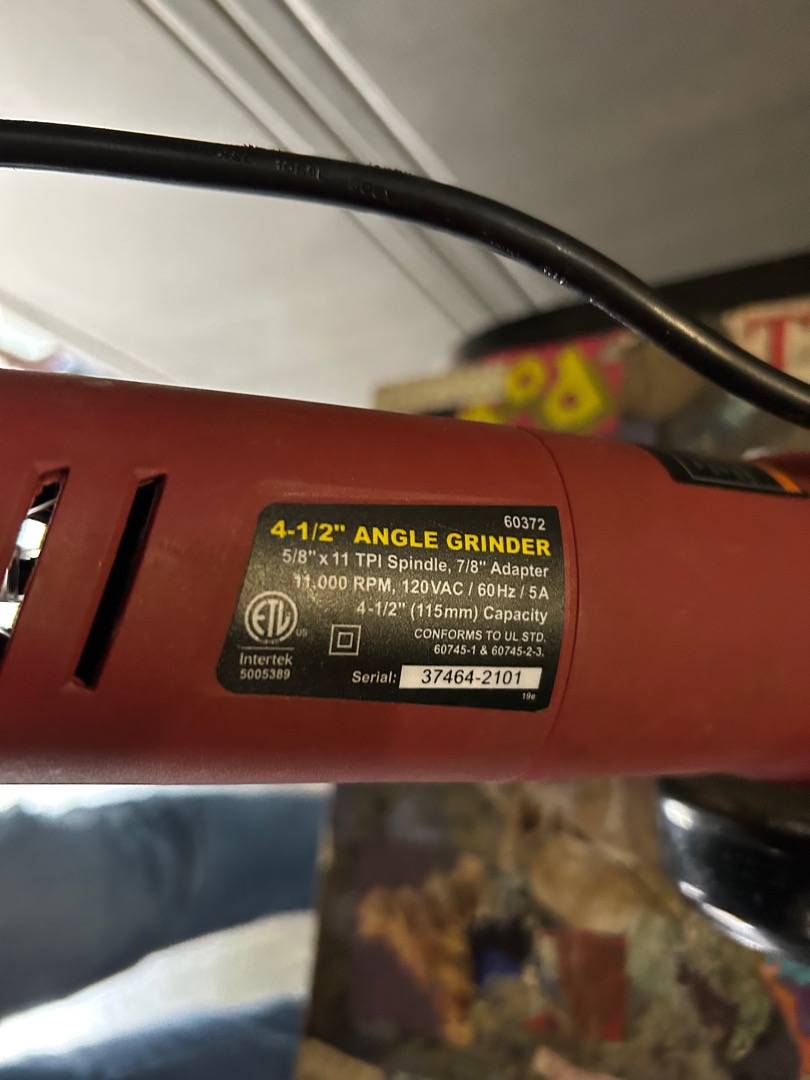 60372
4-1/2" ANGLE GRINDER
5/8" x 11 TPI Spindle, 7/8" Adapter
11,000 RPM, 120VAC / 60Hz / 5A
4-1/2" (115mm) Capacity
ETL
US
CONFORMS TO UL STD.
60745-1 & 60745-2-3.
Intertek
5005389
Serial: 37464-2101
19e